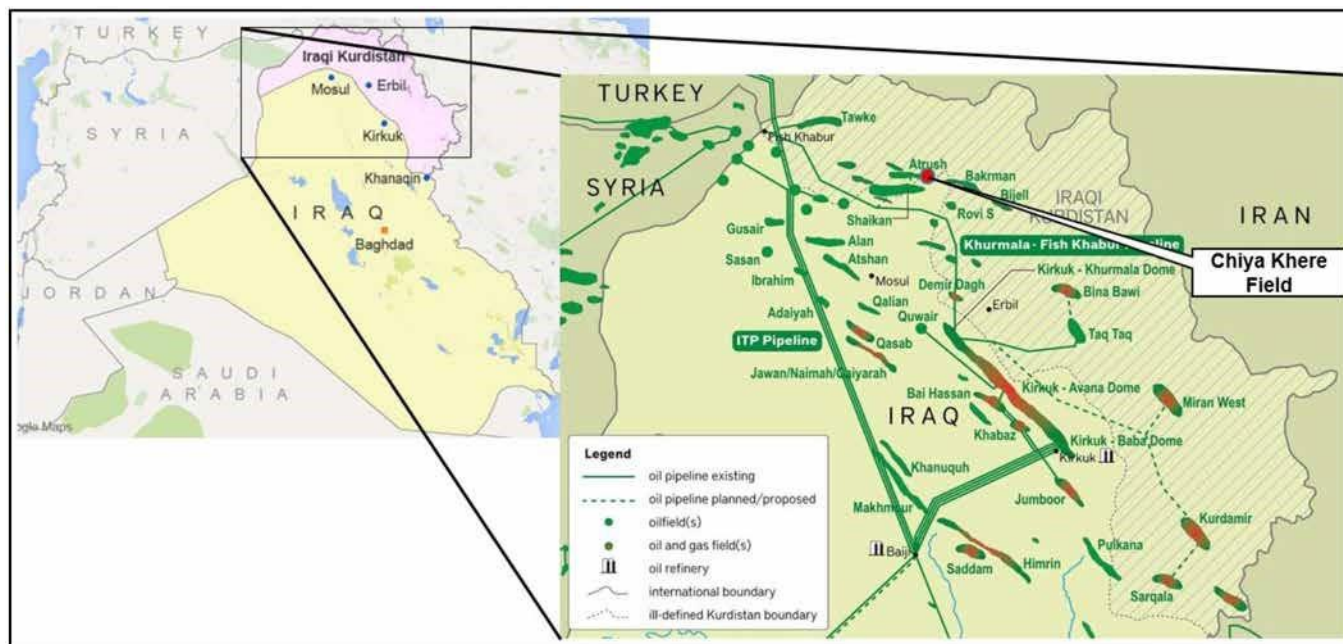 TURKEY
Iraqi Kurdistan
Mosul
Erbil
SYRIA
Kirkuk
Khanaqin
IRAQ
Baghdad
JORDAN
SAUDI
ARABIA
ogle Maps
TURKEY
Fish Khabur
Tawke
SYRIA
Atrush
Bakrman
Bijell
IRAQI
KURDISTAN
IRAN
Shaikan
Rovi S
Gusair
Alan
Khurmala - Fish Khabur Pipeline
Chiya Khere
Field
Sasan
Atshan
Mosul
Kirkuk - Khurmala Dome
Ibrahim
Demir Dagh
Bina Bawi
Erbil
Qalian
Adaiyah
Quwair
Taq Taq
ITP Pipeline
Qasab
Jawan/Naimah/Qaiyarah
Kirkuk - Avana Dome
Bai Hassan
Miran West
IRAQ
Khabaz
Kirkuk - Baba Dome
Kirkuk
Khanuquh
Jumboor
Makhmour
Kurdamir
Baiji
Pulkana
Saddam
Himrin
Sarqala
Legend
oil pipeline existing
oil pipeline planned/proposed
oilfield(s)
oil and gas field(s)
oil refinery
international boundary
ill-defined Kurdistan boundary